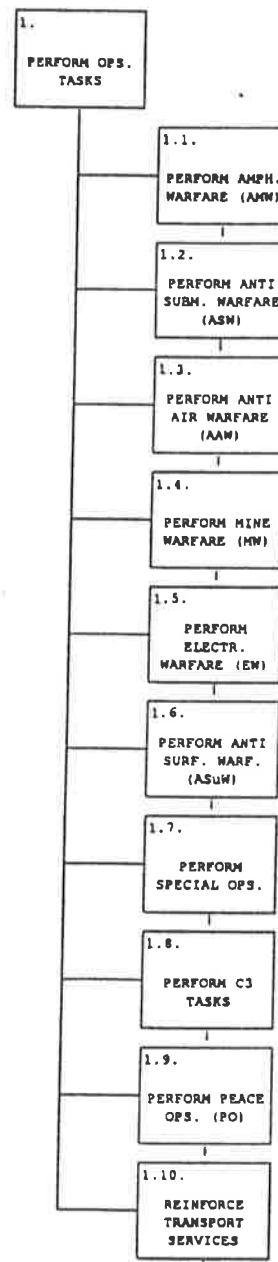 1.
PERFORM OPS.
TASKS
1.1.
PERFORM AMPH.
WARFARE (AMW)
1.2.
PERFORM ANTI
SUBM. WARFARE
(ASW)
1.3.
PERFORM ANTI
AIR WARFARE
(AAW)
1.4.
PERFORM MINE
WARFARE (MW)
1.5.
PERFORM
ELECTR.
WARFARE (EW)
1.6.
PERFORM ANTI
SURF. WARF.
(ASuW)
1.7.
PERFORM
SPECIAL OPS.
1.8.
PERFORM C3
TASKS
1.9.
PERFORM PEACE
OPS. (PO)
1.10.
REINFORCE
TRANSPORT
SERVICES